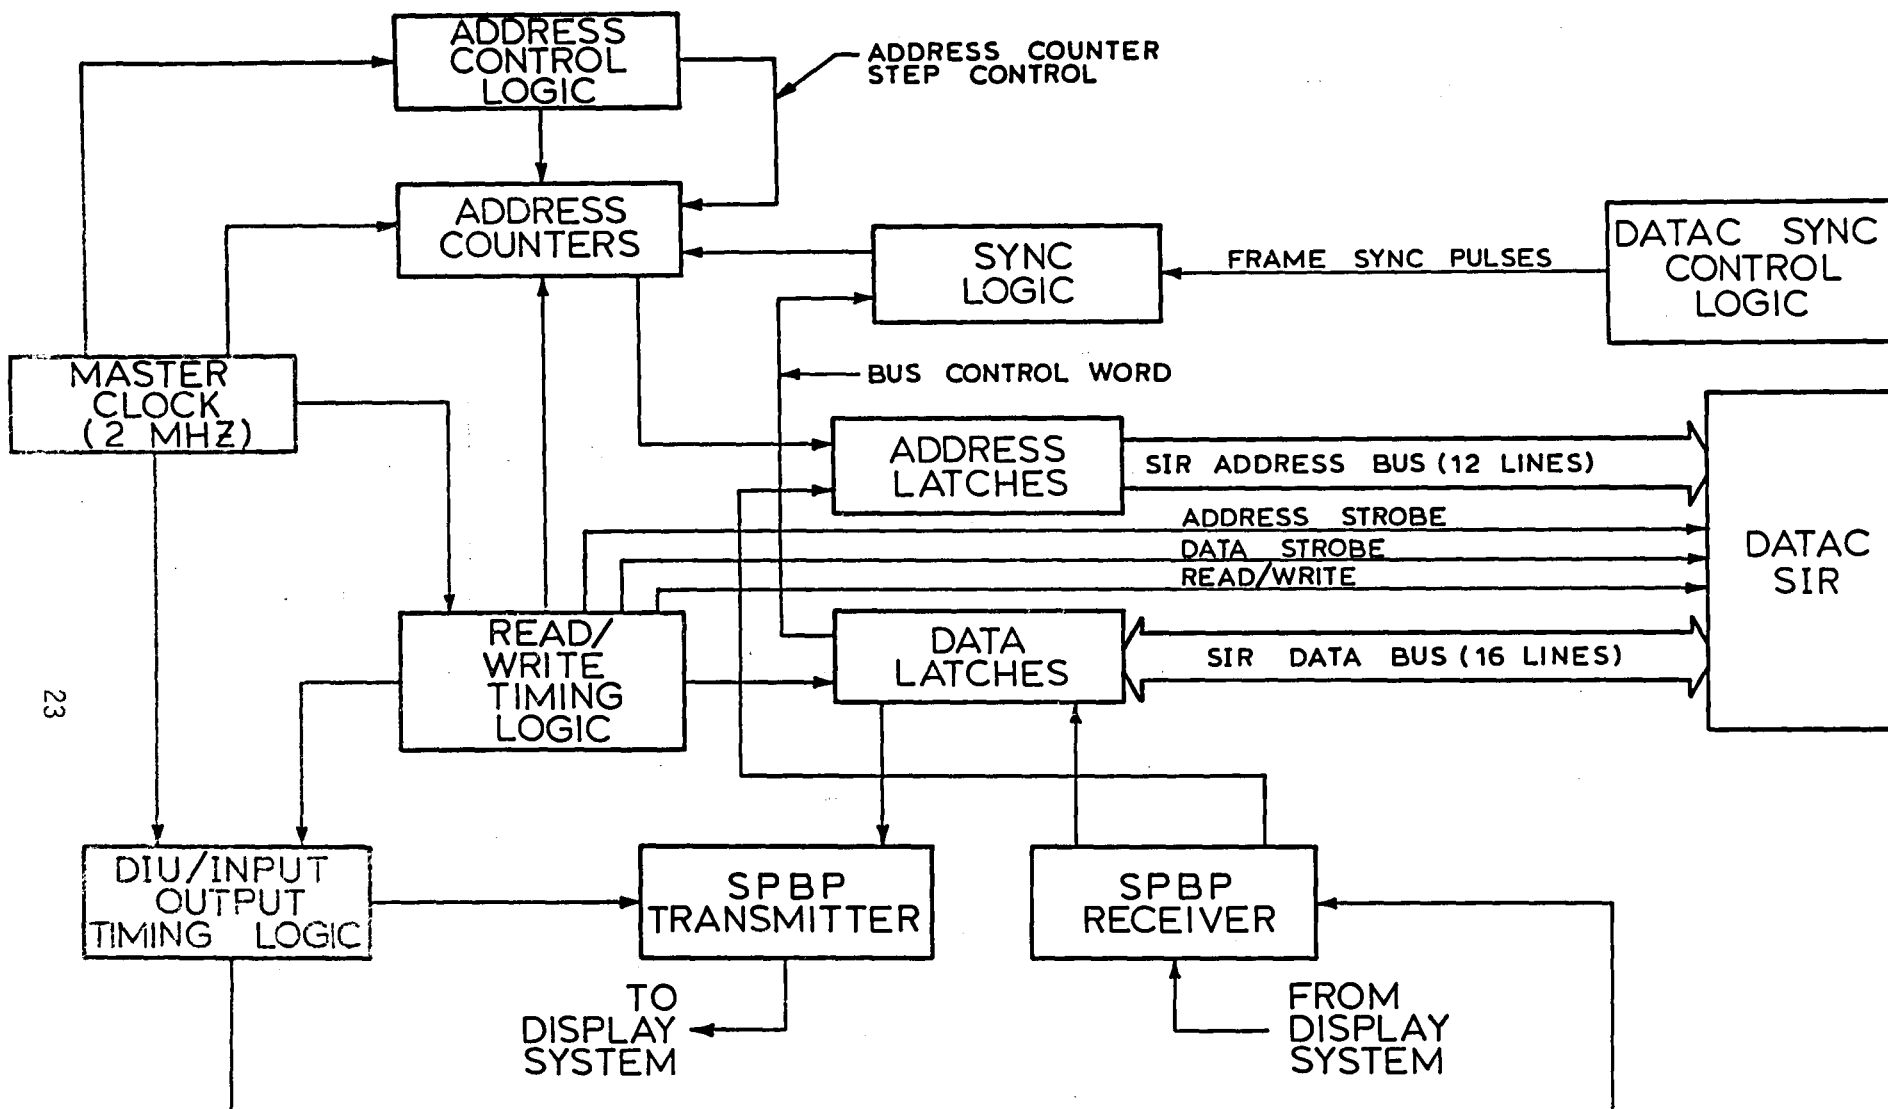 ADDRESS
CONTROL
LOGIC
ADDRESS COUNTER
STEP CONTROL
ADDRESS
COUNTERS
SYNC
LOGIC
FRAME SYNC PULSES
DATAC SYNC
CONTROL
LOGIC
MASTER
CLOCK
(2 MHZ)
BUS CONTROL WORD
ADDRESS
LATCHES
SIR ADDRESS BUS (12 LINES)
ADDRESS STROBE
DATA STROBE
READ/WRITE
DATAC
SIR
READ/
WRITE
TIMING
LOGIC
DATA
LATCHES
SIR DATA BUS (16 LINES)
23
DIU/INPUT
OUTPUT
TIMING LOGIC
SPBP
TRANSMITTER
SPBP
RECEIVER
TO
DISPLAY
SYSTEM
FROM
DISPLAY
SYSTEM